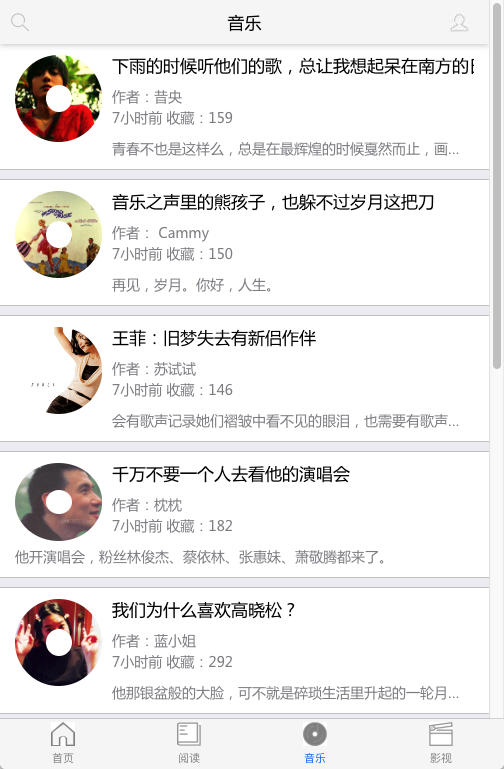 音乐
下雨的时候听他们的歌，总让我想起呆在南方的
作者：昔央
7小时前 收藏：159
青春不也是这样么，总是在最辉煌的时候戛然而止，画...
音乐之声里的熊孩子，也躲不过岁月这把刀
作者： Cammy
7小时前 收藏：150
再见，岁月。你好，人生。
王菲：旧梦失去有新侣作伴
作者：苏试试
7小时前 收藏：146
会有歌声记录她们褶皱中看不见的眼泪，也需要有歌声...
千万不要一个人去看他的演唱会
作者：枕枕
7小时前 收藏：182
他开演唱会，粉丝林俊杰、蔡依林、张惠妹、萧敬腾都来了。
我们为什么喜欢高晓松？
作者：蓝小姐
7小时前 收藏：292
他那银盆般的大脸，可不就是碎琐生活里升起的一轮月...
首页
阅读
音乐
影视